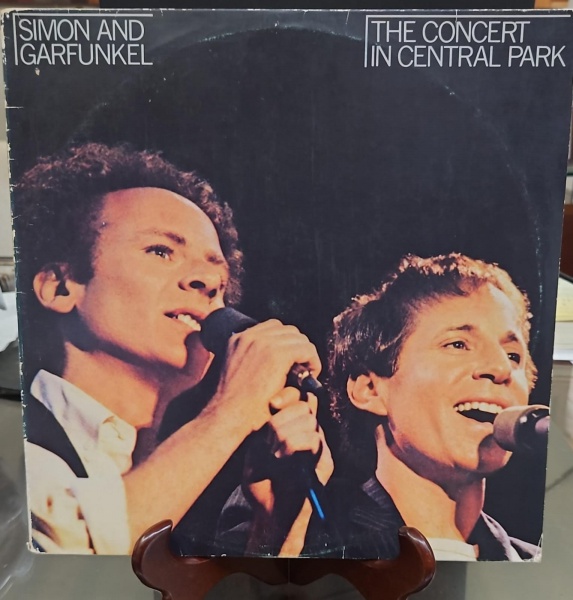 SIMON AND
GARFUNKEL
THE CONCERT
IN CENTRAL PARK